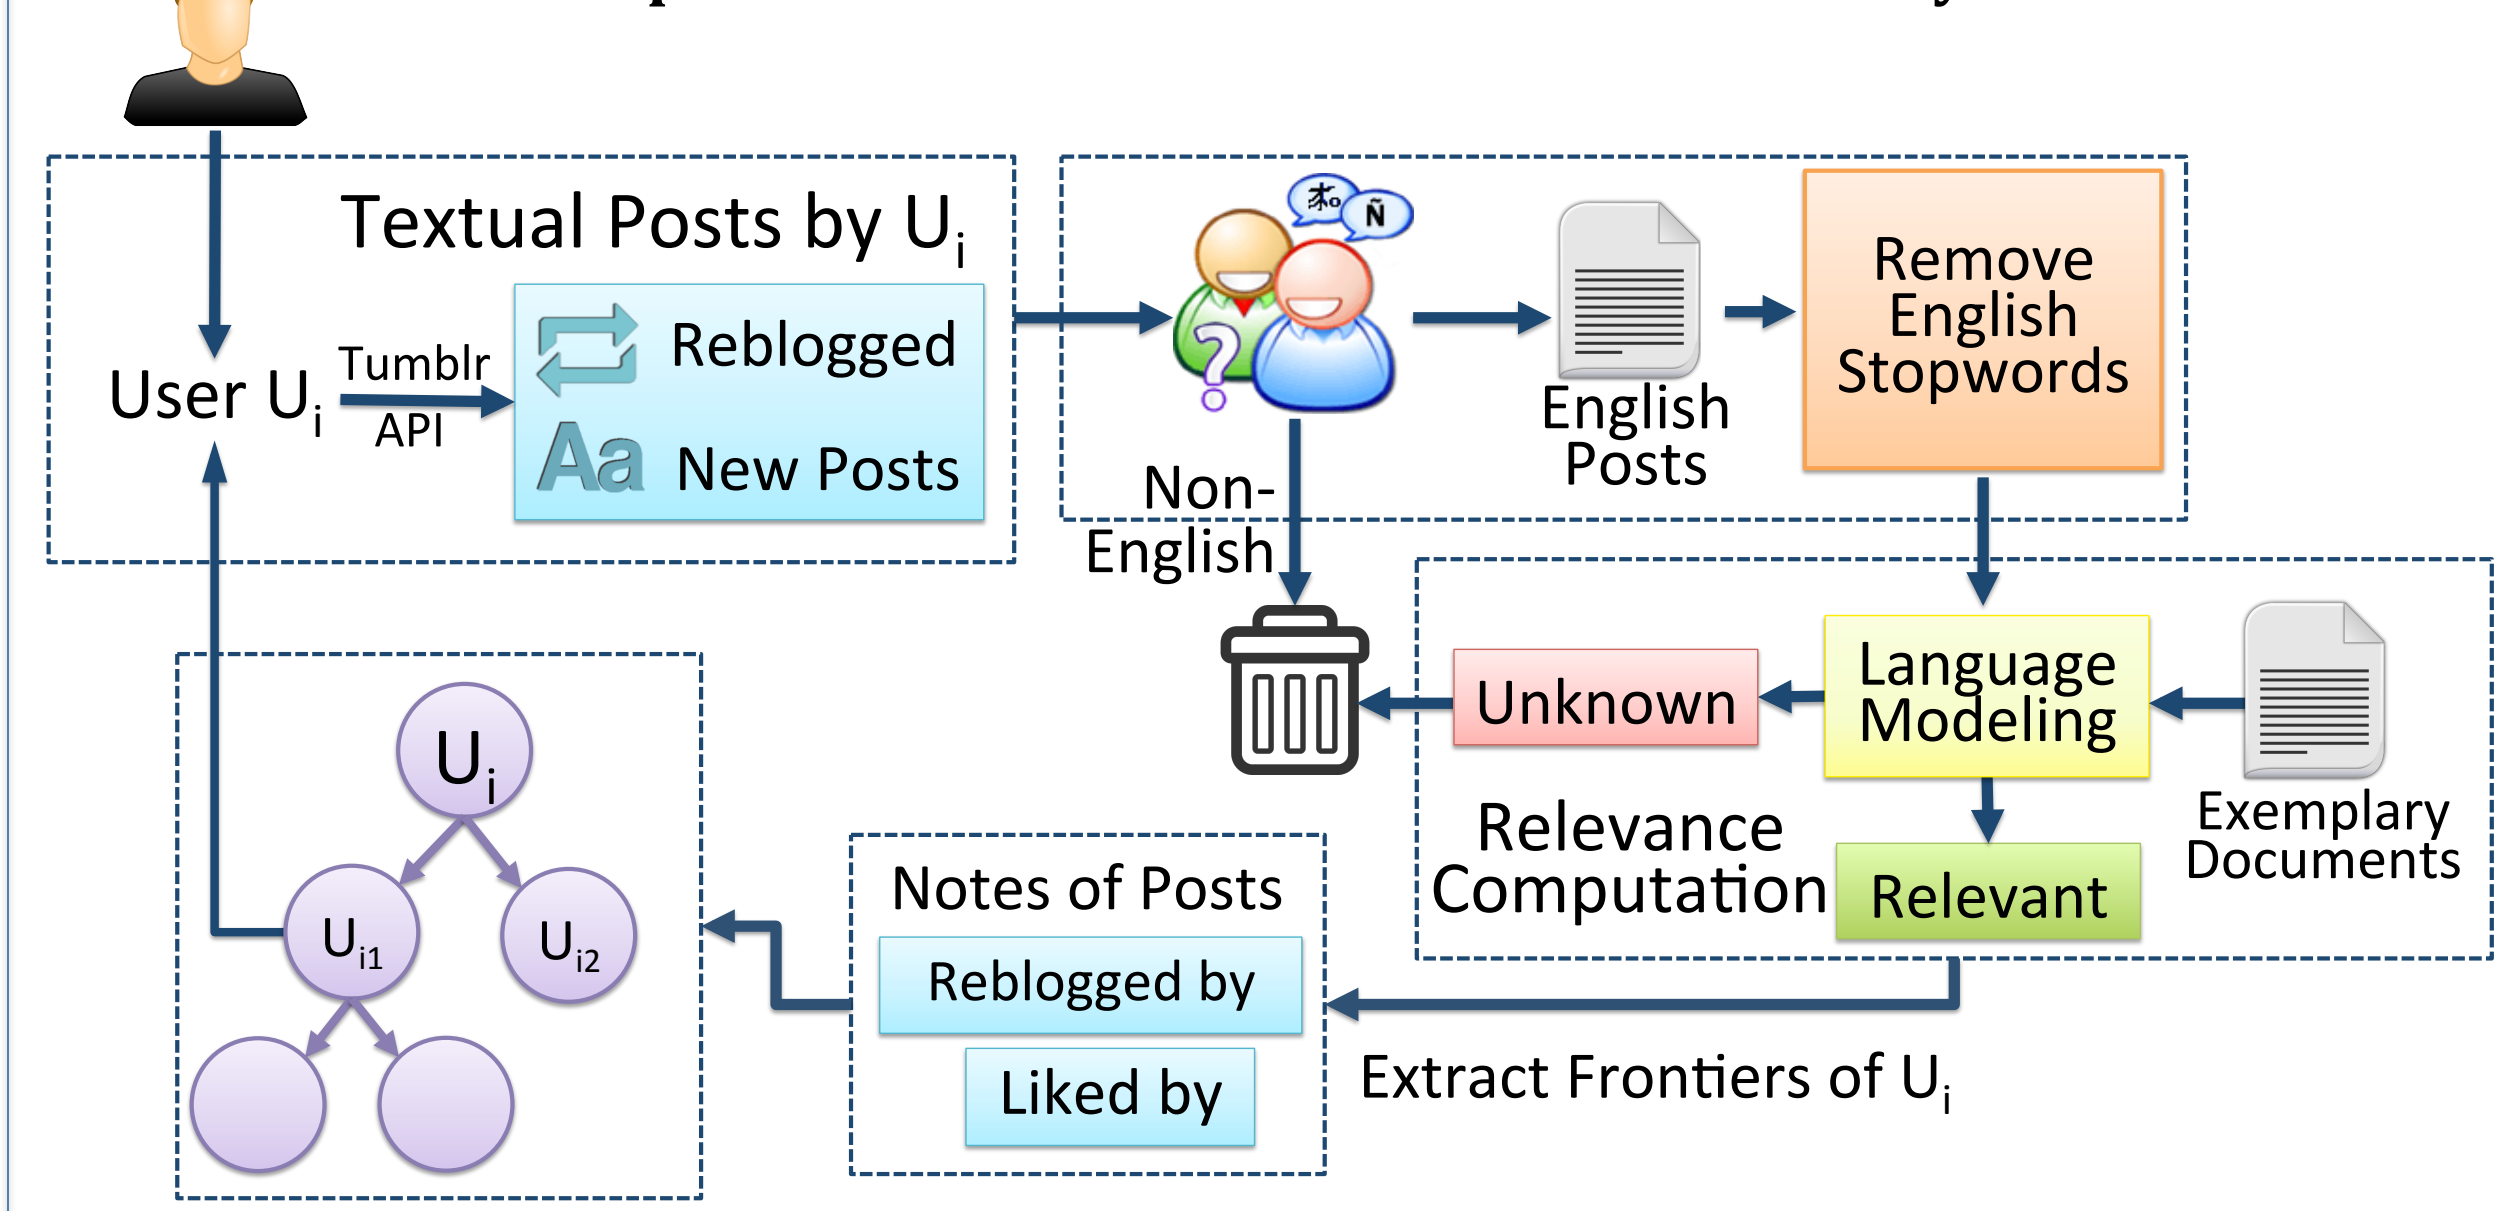 Textual Posts by Ui
User Ui
Tumblr
API
Reblogged
Aa
New Posts
Ñ
?
English
Posts
Remove
English
Stopwords
Non-
English
Language
Modeling
Unknown
Exemplary
Documents
Relevance
Computation
Relevant
Ui
Ui1
Ui2
Notes of Posts
Reblogged by
Liked by
Extract Frontiers of Ui